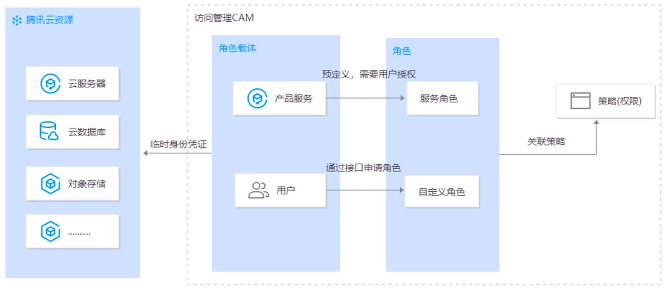 腾讯云资源
云服务器
云数据库
对象存储
..........
临时身份凭证
访问管理CAM
角色载体
产品服务
用户
预定义，需要用户授权
通过接口申请角色
角色
服务角色
自定义角色
关联策略
策略(权限)